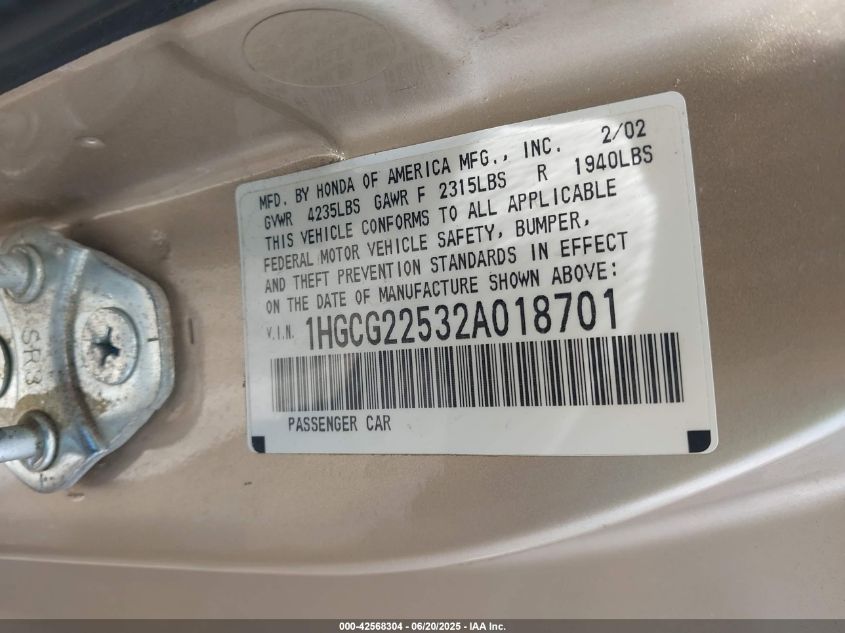 MFD. BY HONDA OF AMERICA MFG., INC. 2/02
GVWR 4235LBS GAWR F 2315LBS R 1940LBS
THIS VEHICLE CONFORMS TO ALL APPLICABLE
FEDERAL MOTOR VEHICLE SAFETY, BUMPER,
AND THEFT PREVENTION STANDARDS IN EFFECT
ON THE DATE OF MANUFACTURE SHOWN ABOVE:
V.I.N. 1HGCG22532A018701
PASSENGER CAR
SR3
000-42568304 / 06/20/2025 - IAA Inc.